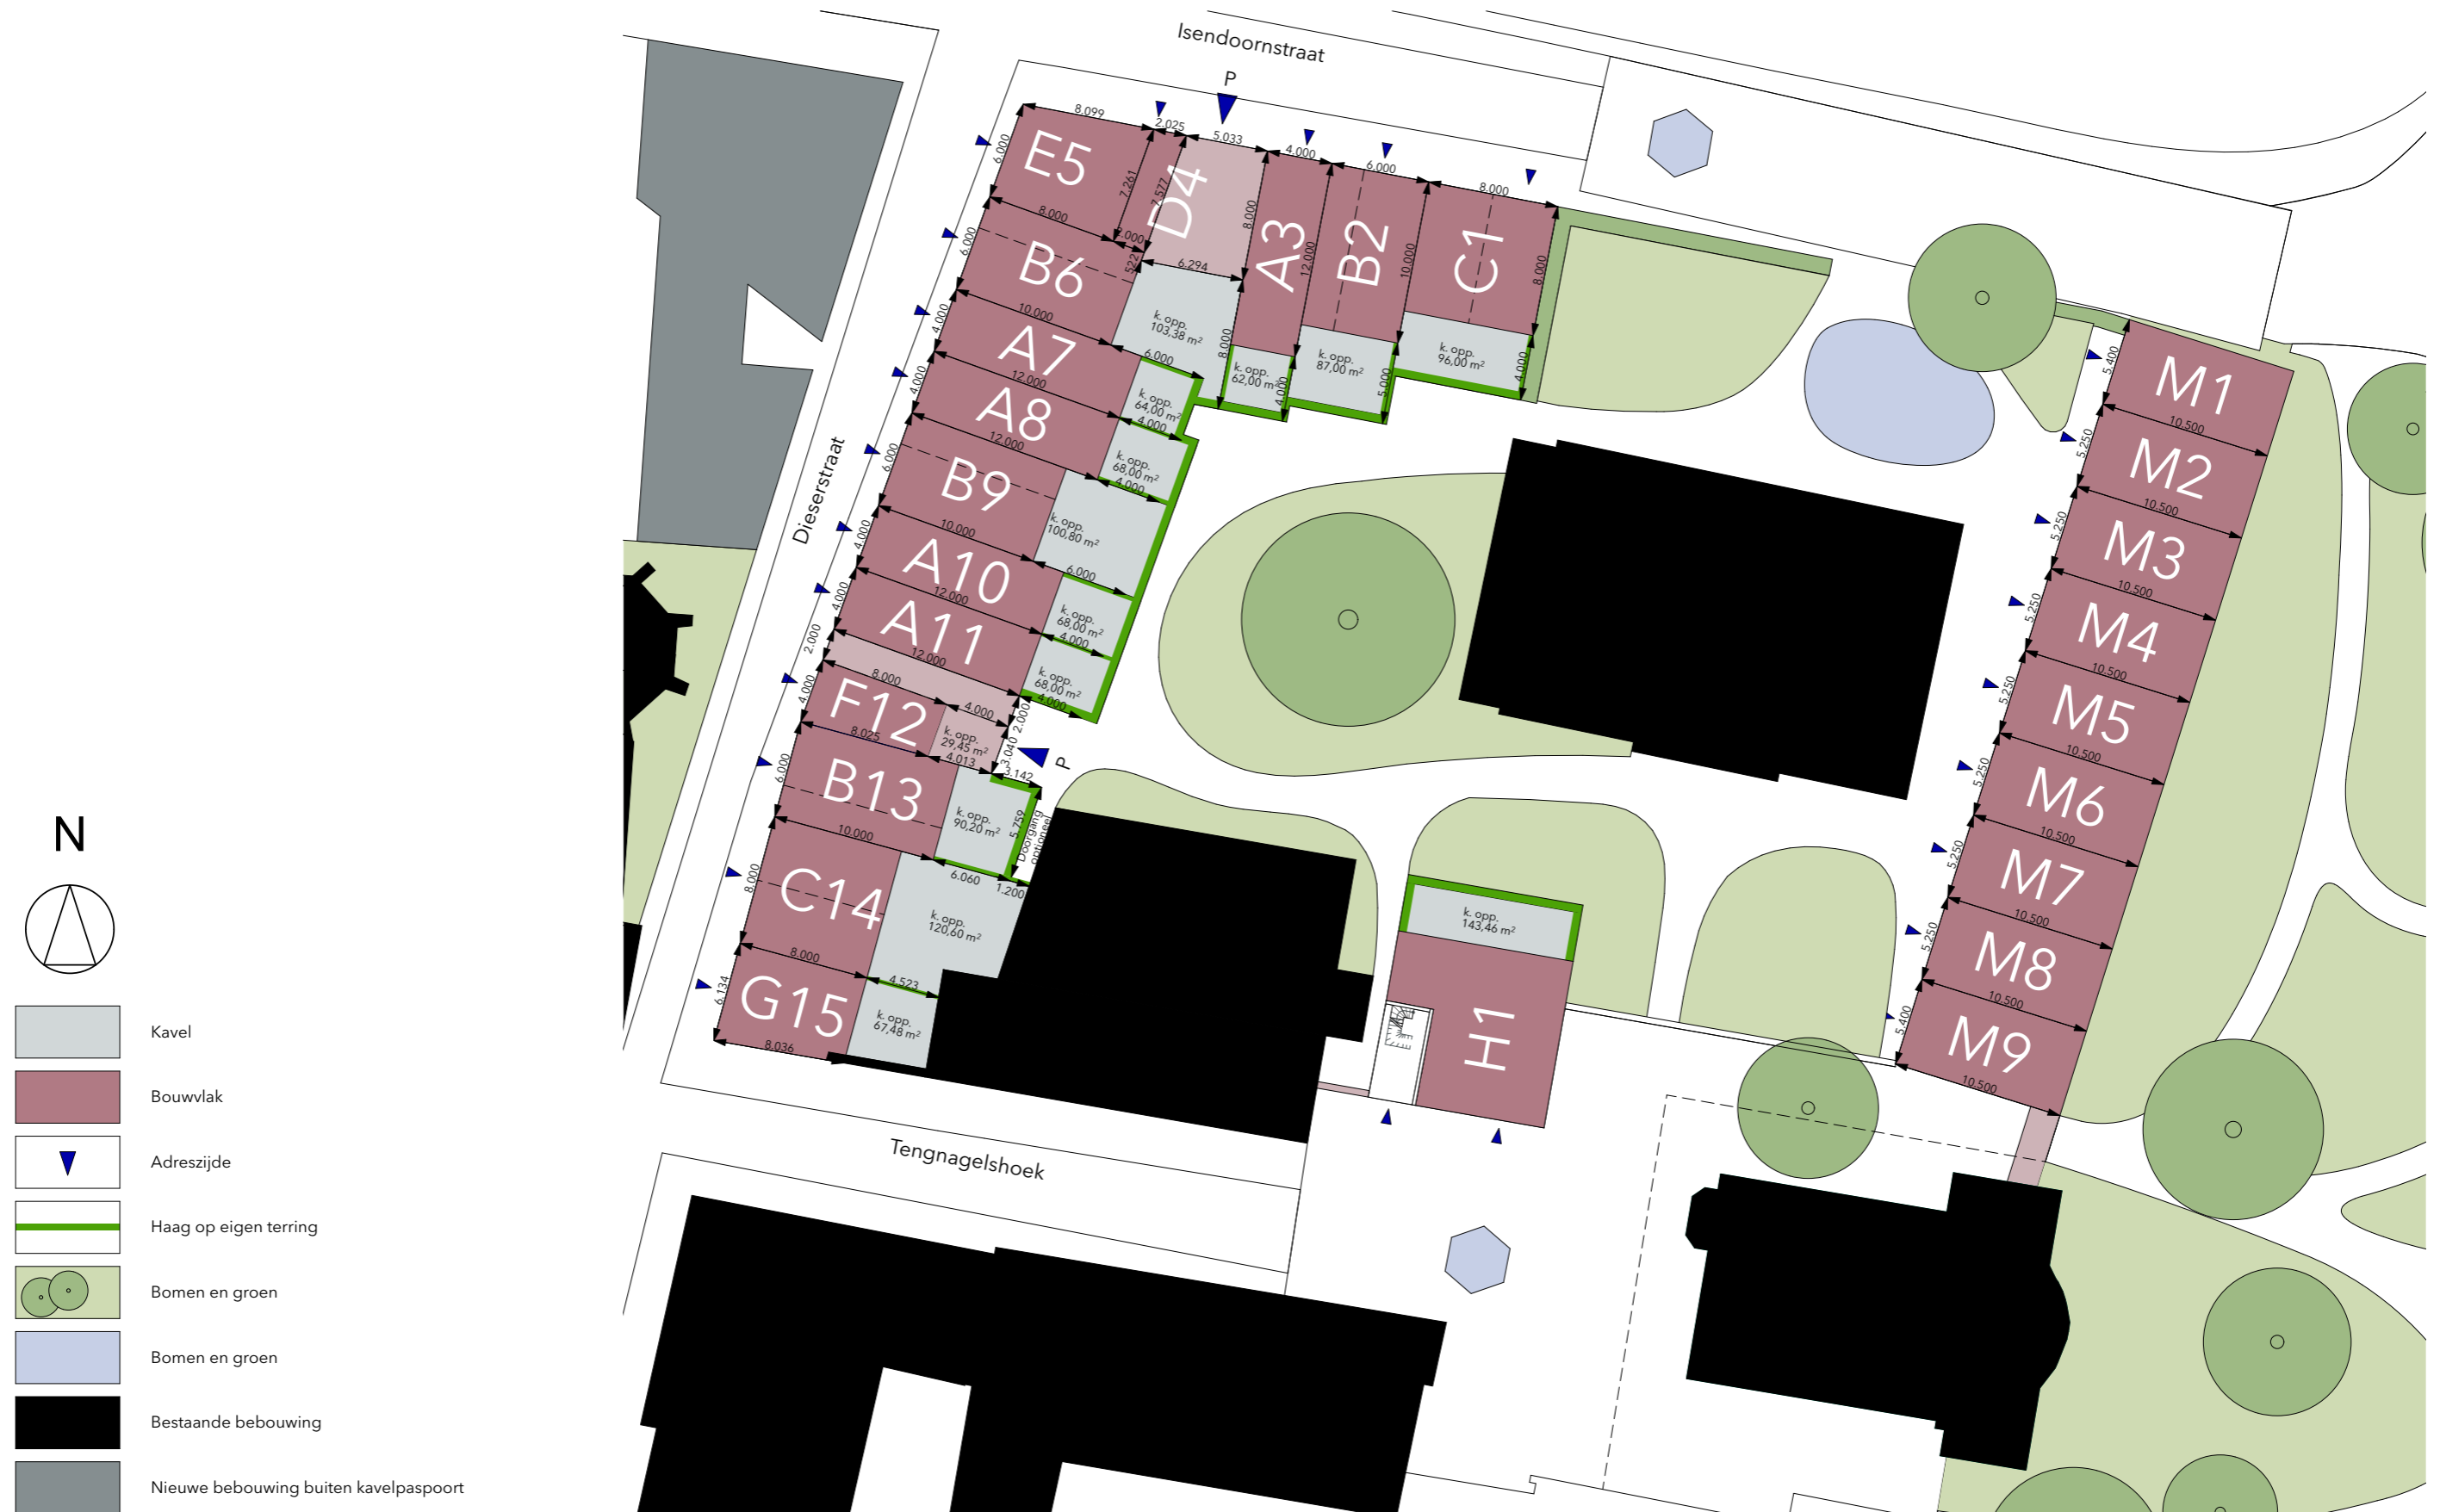 Isendoornstraat
P
8.099
2.025
5.033
4.000
6.000
8.000
6.000
E5
7.261
7.577
D4
8.000
A3
12.000
B2
10.000
C1
8.000
8.000
6.294
6.000
B6
k. opp.
103,38 m²
8.000
k. opp.
62,00 m²
4.000
k. opp.
87,00 m²
5.000
k. opp.
96,00 m²
4.000
10.000
6.000
4.000
A7
k. opp.
64,00 m²
12.000
4.000
4.000
A8
k. opp.
68,00 m²
12.000
4.000
6.000
B9
k. opp.
100,80 m²
10.000
6.000
4.000
A10
k. opp.
68,00 m²
12.000
4.000
4.000
A11
k. opp.
68,00 m²
12.000
4.000
2.000
8.000
4.000
2.000
4.000
F12
k. opp.
29,45 m²
3.040
P
8.025
4.013
3.142
6.000
B13
k. opp.
90,20 m²
5.759
Doorgang
optioneel
10.000
6.060
1.200
8.000
C14
k. opp.
120,60 m²
8.000
4.523
6.134
G15
k. opp.
67,48 m²
8.036
Dieserstraat
Tengnagelshoek
k. opp.
143,46 m²
H1
5.400
M1
10.500
5.250
M2
10.500
5.250
M3
10.500
5.250
M4
10.500
5.250
M5
10.500
5.250
M6
10.500
5.250
M7
10.500
5.250
M8
10.500
5.400
M9
10.500
N
Kavel
Bouwvlak
Adreszijde
Haag op eigen terring
Bomen en groen
Bomen en groen
Bestaande bebouwing
Nieuwe bebouwing buiten kavelpaspoort